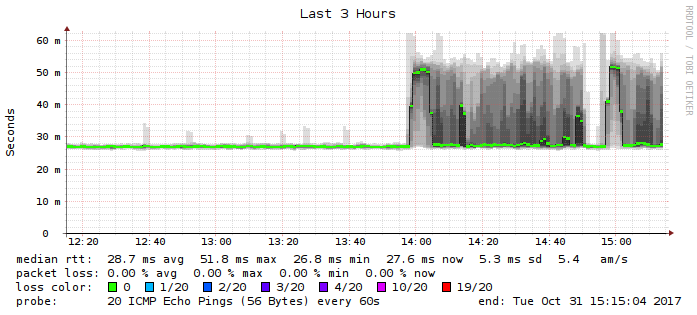 Last 3 Hours
RRDTOOL / TOBI OETIKER
Seconds
60 m
50 m
40 m
30 m
20 m
10 m
0
12:20 12:40 13:00 13:20 13:40 14:00 14:20 14:40 15:00
median rtt: 28.7 ms avg 51.8 ms max 26.8 ms min 27.6 ms now 5.3 ms sd 5.4 am/s
packet loss: 0.00 % avg 0.00 % max 0.00 % min 0.00 % now
loss color: 0 1/20 2/20 3/20 4/20 10/20 19/20
probe: 20 ICMP Echo Pings (56 Bytes) every 60s end: Tue Oct 31 15:15:04 2017